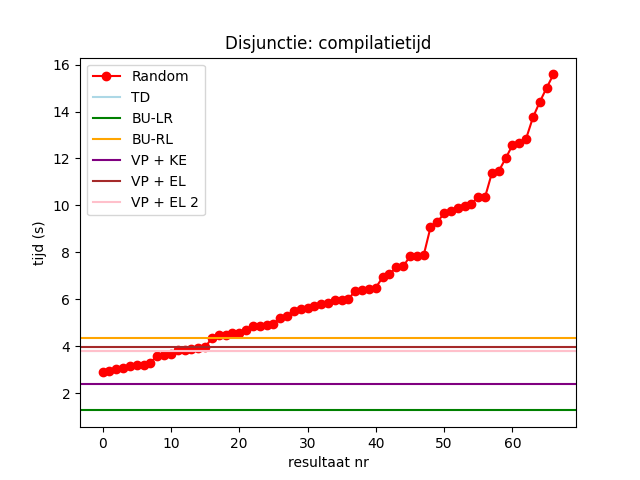 Disjunctie: compilatietijd
16
14
12
10
8
6
4
2
tijd (s)
Random
TD
BU-LR
BU-RL
VP + KE
VP + EL
VP + EL 2
0 10 20 30 40 50 60
resultaat nr